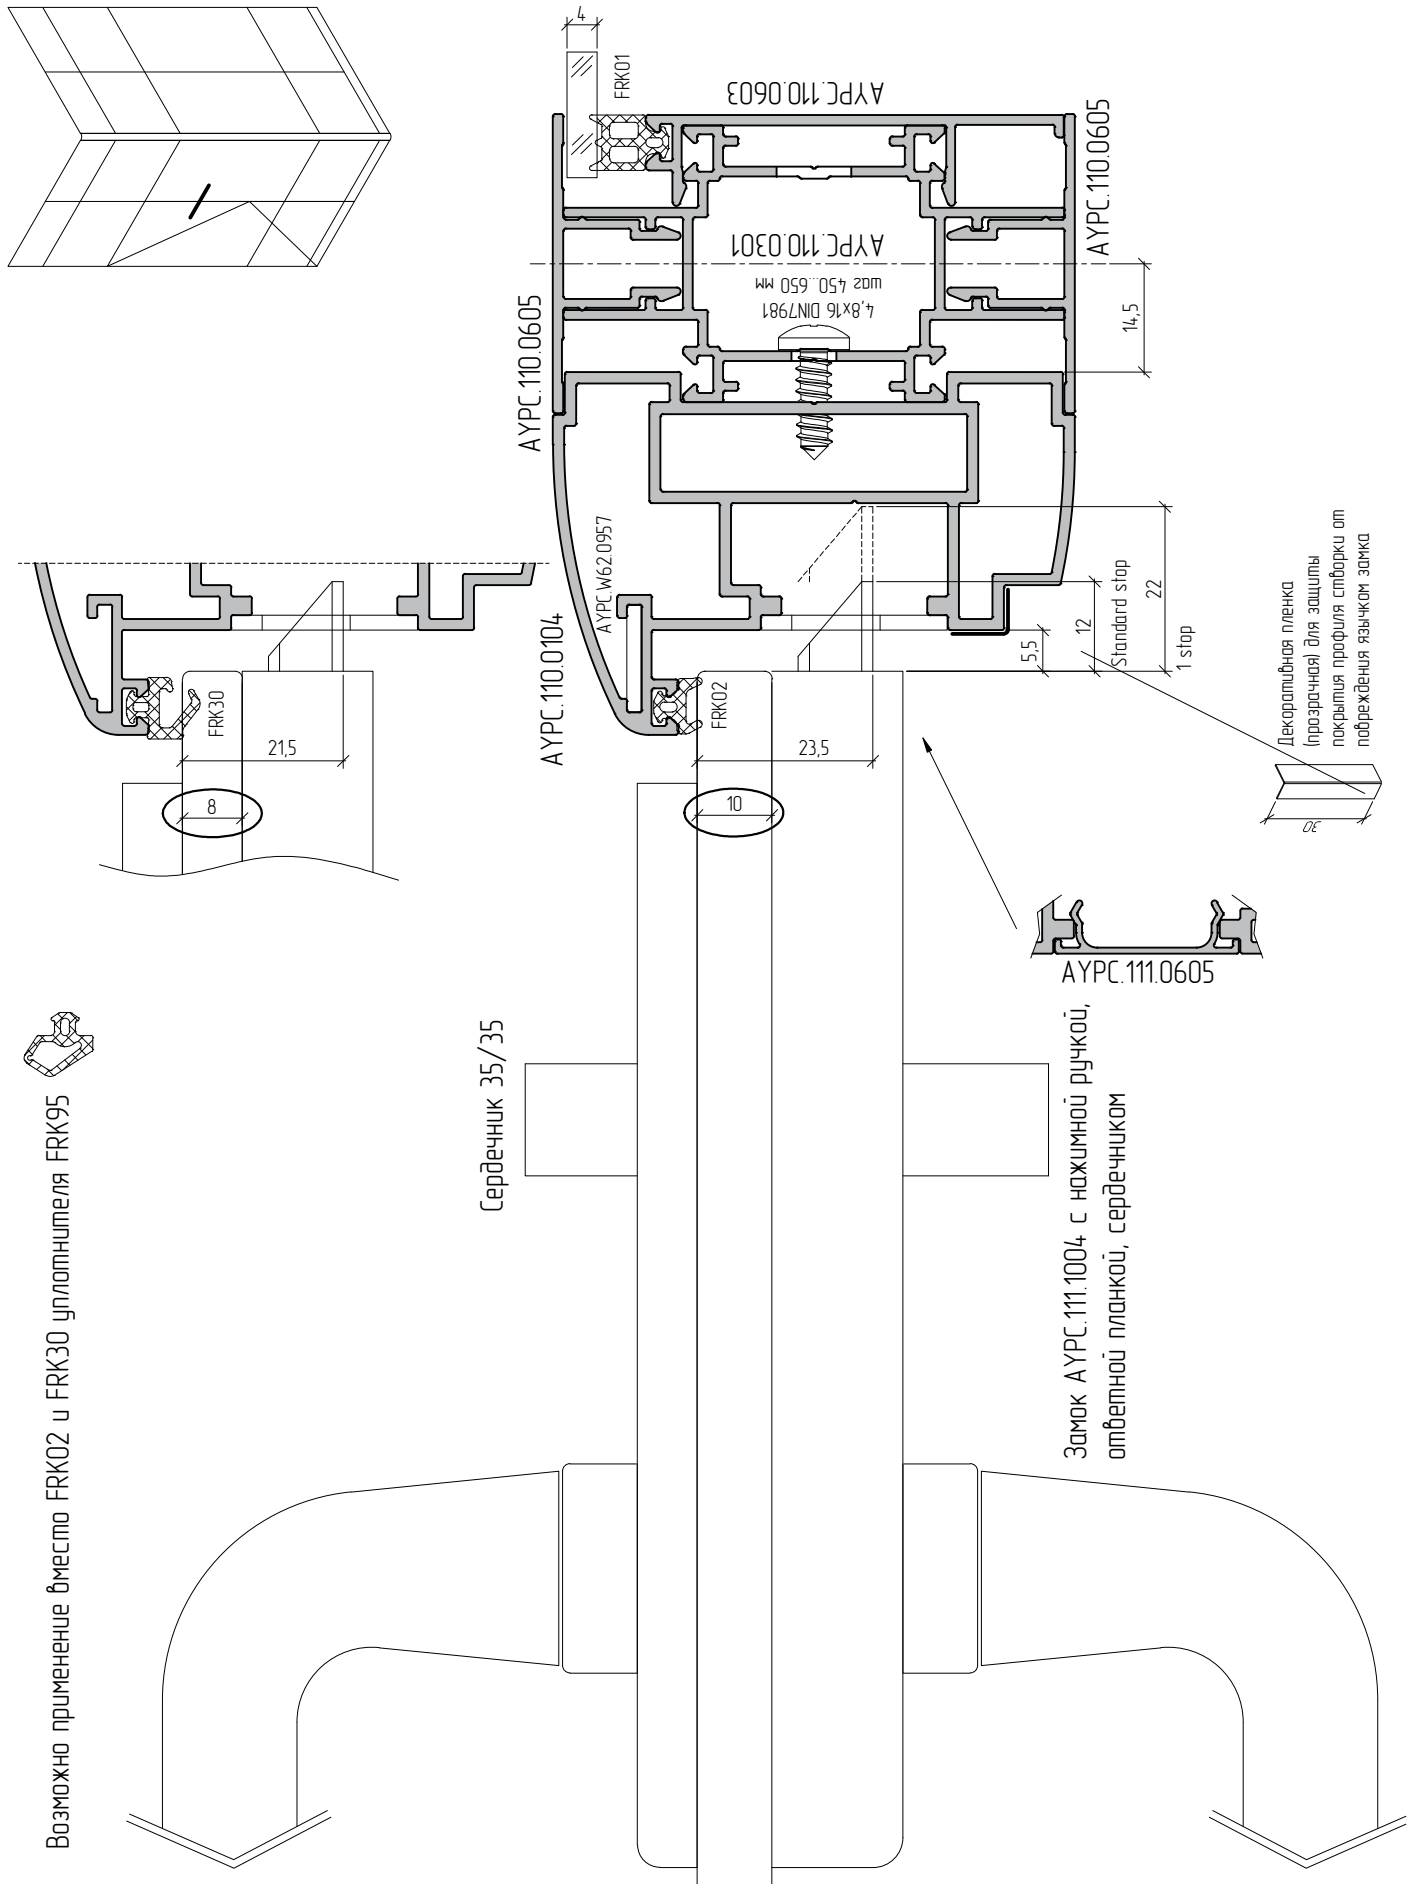 4
FRK01
AYPC.110.0603
AYPC.110.0605
AYPC.110.0301
шаг 450...650 мм
4,8x16 DIN7981
14,5
AYPC.110.0605
AYPC.W62.0957
AYPC.110.0104
FRK30
21,5
8
FRK02
23,5
10
5,5
12
Standard stop
22
1 stop
Декоративная пленка
(прозрачная) для защиты
покрытия профиля створки от
повреждения язычком замка
30
AYPC.111.0605
Сердечник 35/35
Замок AYPC.111.1004 с нажимной ручкой,
ответной планкой, сердечником
Возможно применение вместо FRK02 и FRK30 уплотнителя FRK95